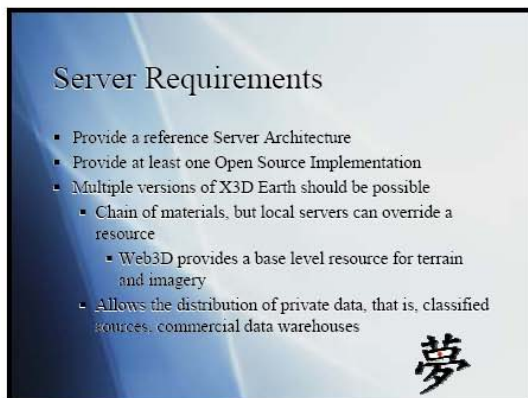 Server Requirements
▪ Provide a reference Server Architecture
▪ Provide at least one Open Source Implementation
▪ Multiple versions of X3D Earth should be possible
▪ Chain of materials, but local servers can override a
resource
▪ Web3D provides a base level resource for terrain
and imagery
▪ Allows the distribution of private data, that is, classified
sources, commercial data warehouses
夢